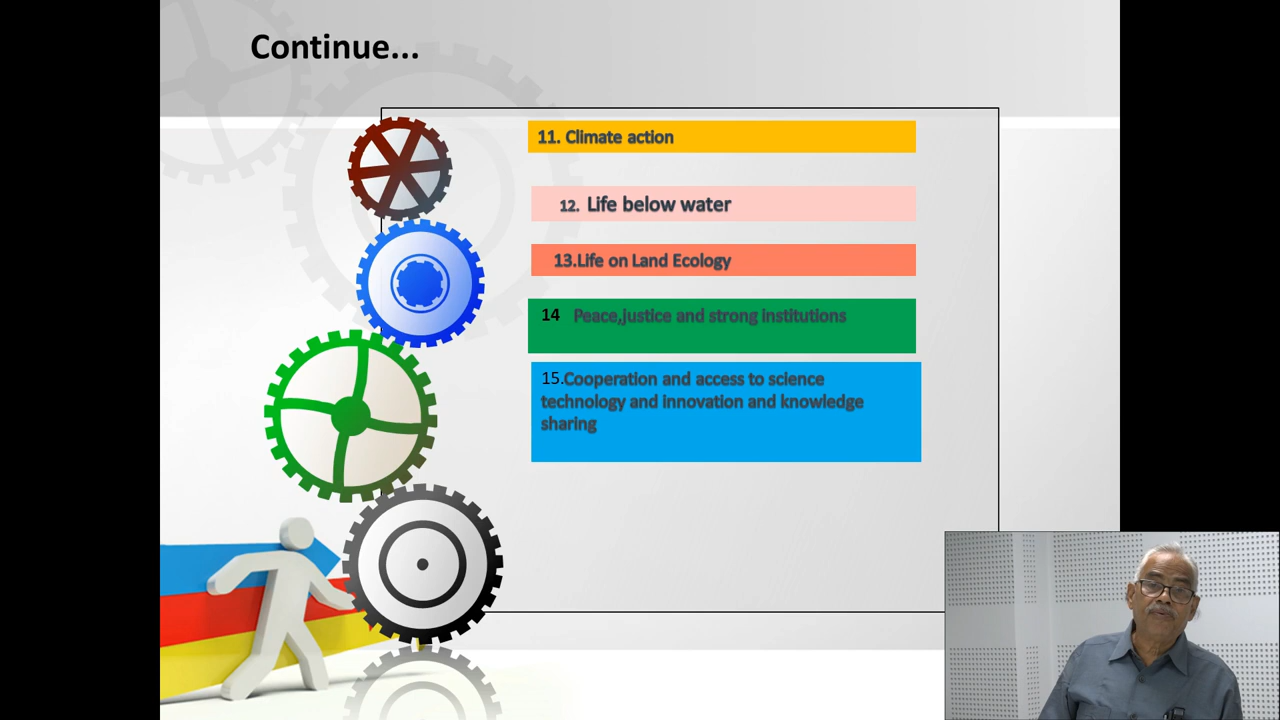 Continue...
11. Climate action
12. Life below water
13.Life on Land Ecology
14 Peace,justice and strong institutions
15.Cooperation and access to science
technology and innovation and knowledge
sharing